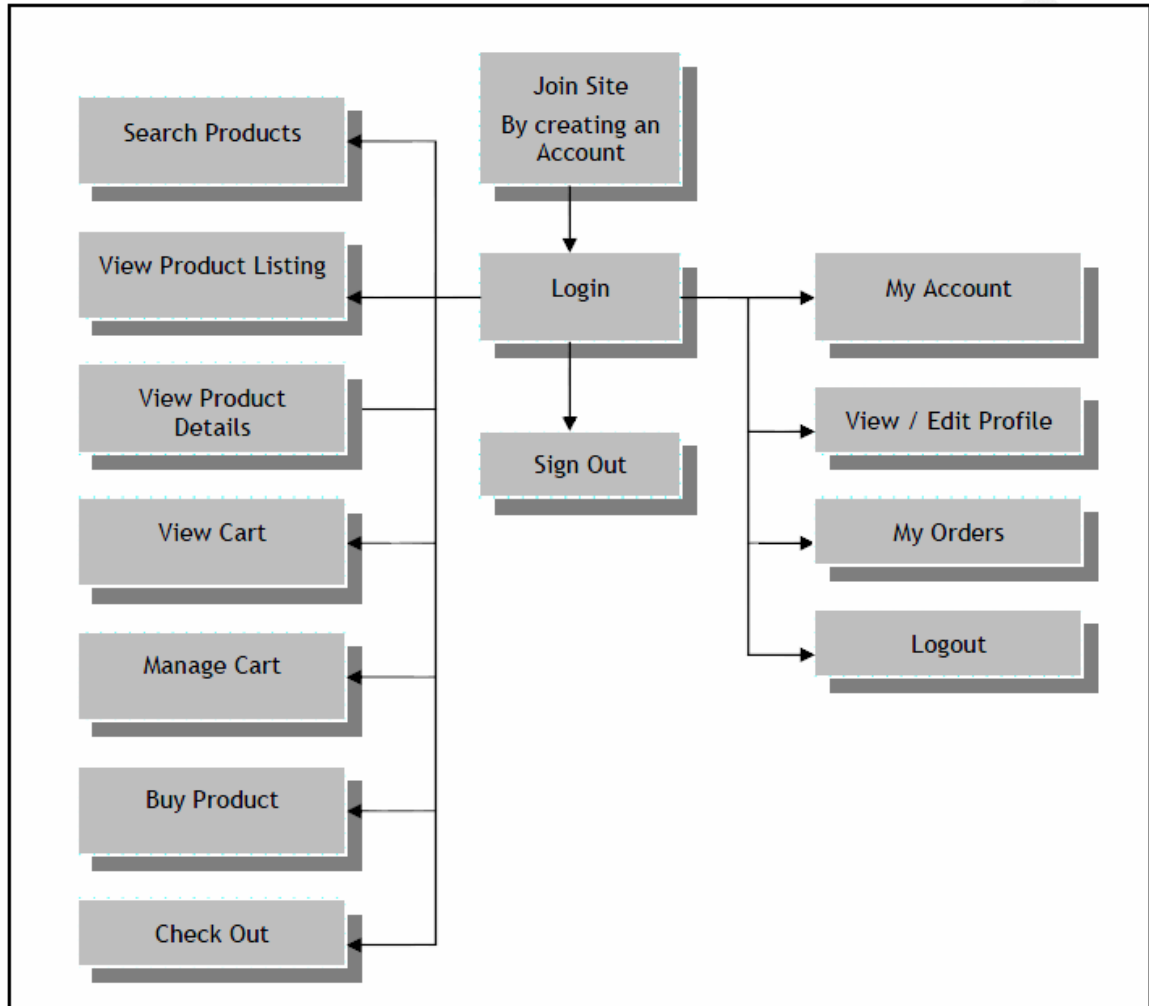 Join Site
By creating an
Account
Search Products
View Product Listing
Login
My Account
View Product
Details
View / Edit Profile
Sign Out
View Cart
My Orders
Manage Cart
Logout
Buy Product
Check Out